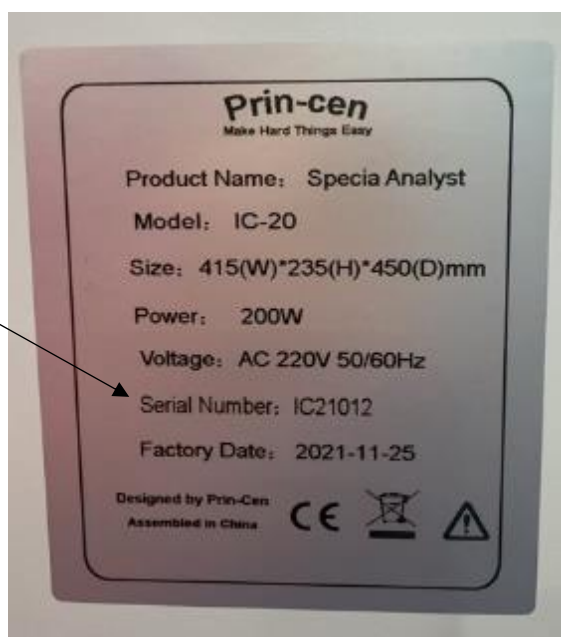 Prin-cen
Make Hard Things Easy
Product Name: Specia Analyst
Model: IC-20
Size: 415(W)*235(H)*450(D)mm
Power: 200W
Voltage: AC 220V 50/60Hz
Serial Number: IC21012
Factory Date: 2021-11-25
Designed by Prin-Cen
Assembled in China
CE